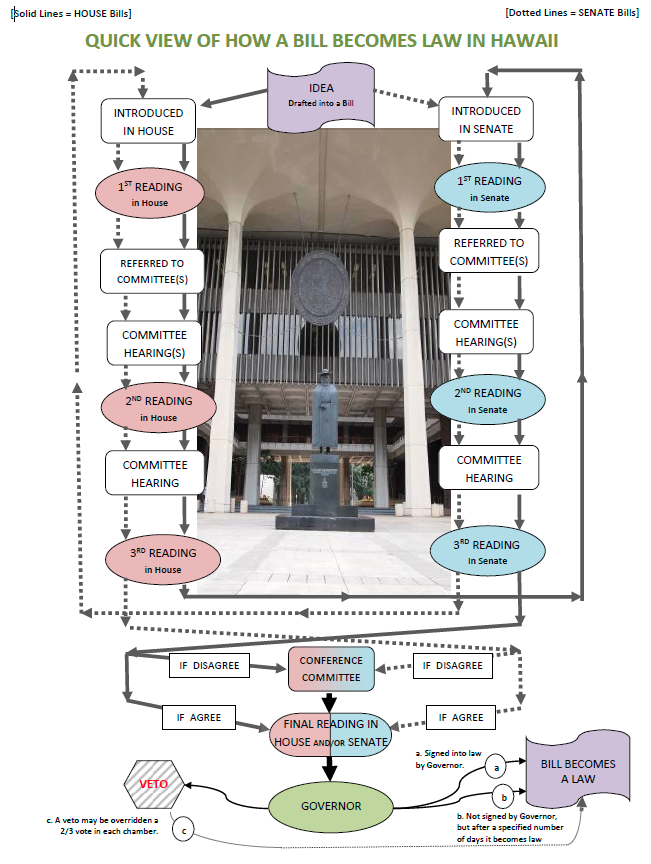 [Solid Lines = HOUSE Bills]
[Dotted Lines = SENATE Bills]
QUICK VIEW OF HOW A BILL BECOMES LAW IN HAWAII
IDEA
Drafted into a Bill
INTRODUCED
IN HOUSE
1ST READING
in House
REFERRED TO
COMMITTEE(S)
COMMITTEE
HEARING(S)
2ND READING
in House
COMMITTEE
HEARING
3RD READING
in House
INTRODUCED
IN SENATE
1ST READING
in Senate
REFERRED TO
COMMITTEE(S)
COMMITTEE
HEARING(S)
2ND READING
In Senate
COMMITTEE
HEARING
3RD READING
In Senate
IF DISAGREE
CONFERENCE
COMMITTEE
IF DISAGREE
IF AGREE
FINAL READING IN
HOUSE AND/OR SENATE
IF AGREE
GOVERNOR
VETO
c. A veto may be overridden a
2/3 vote in each chamber.
c
a. Signed into law
by Governor.
a
b
b. Not signed by Governor,
but after a specified number
of days it becomes law
BILL BECOMES
A LAW